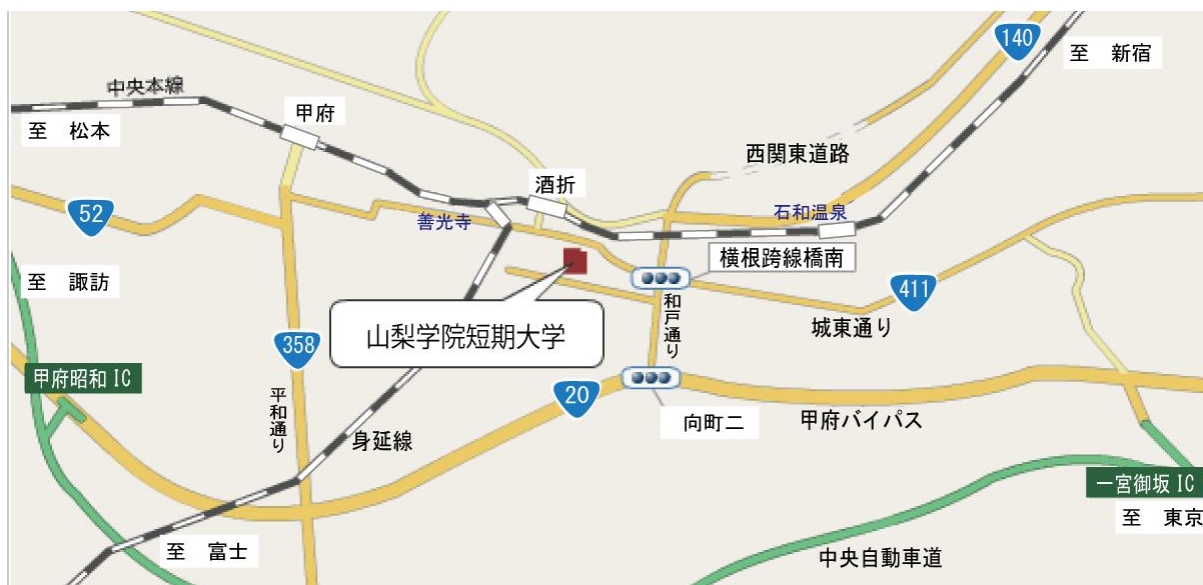 140
至 新宿
中央本線
甲府
至 松本
西関東道路
酒折
52
善光寺
石和温泉
横根跨線橋南
至 諏訪
411
和戸通り
城東通り
山梨学院短期大学
358
甲府昭和 IC
20
平和通り
向町二
甲府バイパス
身延線
一宮御坂 IC
至 東京
至 富士
中央自動車道